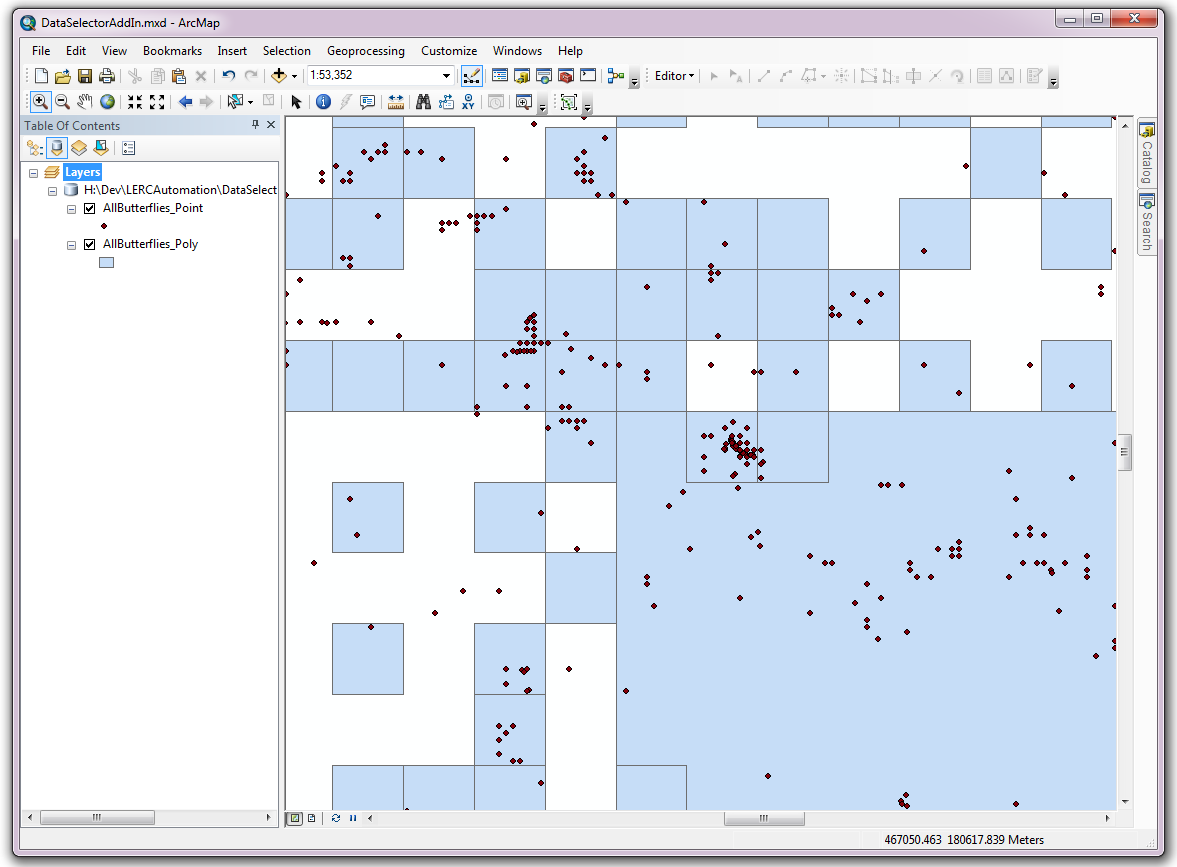 DataSelectorAddIn.mxd - ArcMap
File Edit View Bookmarks Insert Selection Geoprocessing Customize Windows Help
1:53,352
Editor
Table Of Contents
Layers
H:\Dev\LERCAutomation\DataSelect
AllButterflies_Point
AllButterflies_Poly
Catalog
Search
467050.463 180617.839 Meters